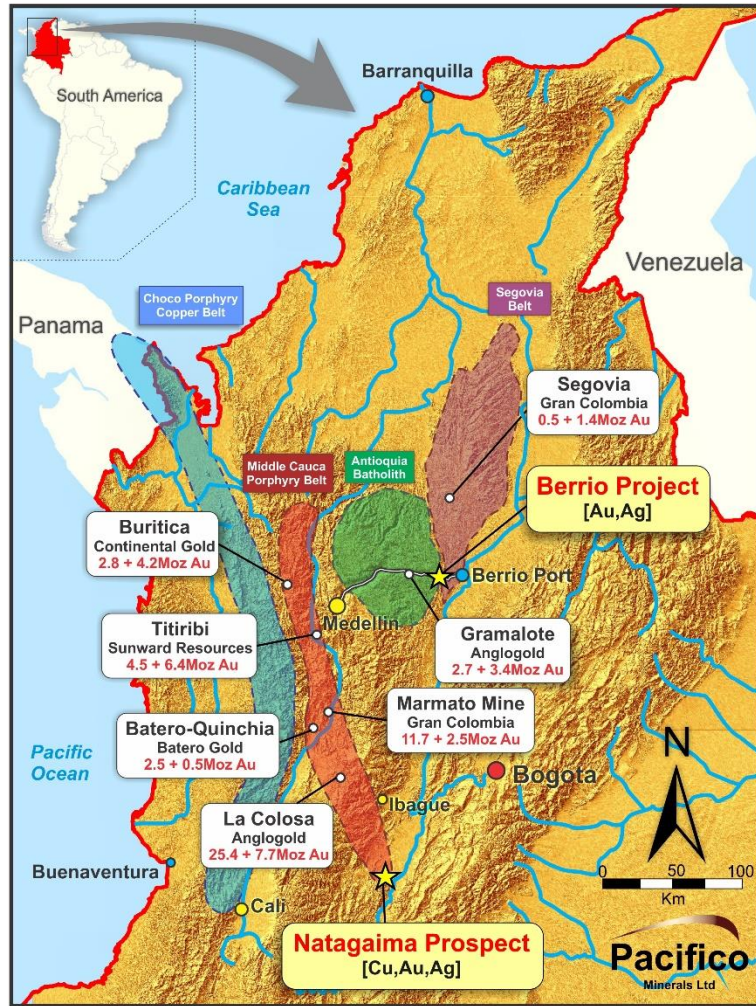 South America
Barranquilla
Caribbean
Sea
Venezuela
Panama
Choco Porphyry
Copper Belt
Segovia
Belt
Segovia
Gran Colombia
0.5 + 1.4Moz Au
Middle Cauca
Porphyry Belt
Antioquia
Batholith
Berrio Project
[Au,Ag]
Buritica
Continental Gold
2.8 + 4.2Moz Au
Berrio Port
Medellin
Titiribi
Sunward Resources
4.5 + 6.4Moz Au
Gramalote
Anglogold
2.7 + 3.4Moz Au
Marmato Mine
Gran Colombia
11.7 + 2.5Moz Au
Batero-Quinchia
Batero Gold
2.5 + 0.5Moz Au
Pacific
Ocean
N
Bogota
Ibague
La Colosa
Anglogold
25.4 + 7.7Moz Au
Buenaventura
0 50 100
Km
Cali
Natagaima Prospect
[Cu,Au,Ag]
Pacifico
Minerals Ltd